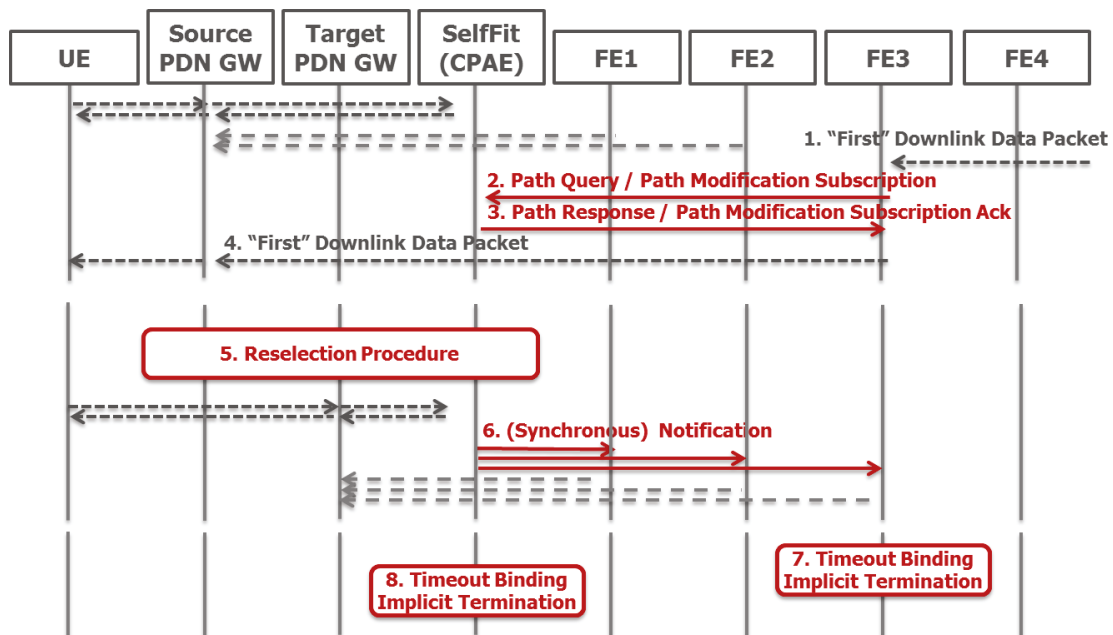 UE
Source
PDN GW
Target
PDN GW
SelfFit
(CPAE)
FE1
FE2
FE3
FE4
1. “First” Downlink Data Packet
2. Path Query / Path Modification Subscription
3. Path Response / Path Modification Subscription Ack
4. “First” Downlink Data Packet
5. Reselection Procedure
6. (Synchronous) Notification
7. Timeout Binding
Implicit Termination
8. Timeout Binding
Implicit Termination